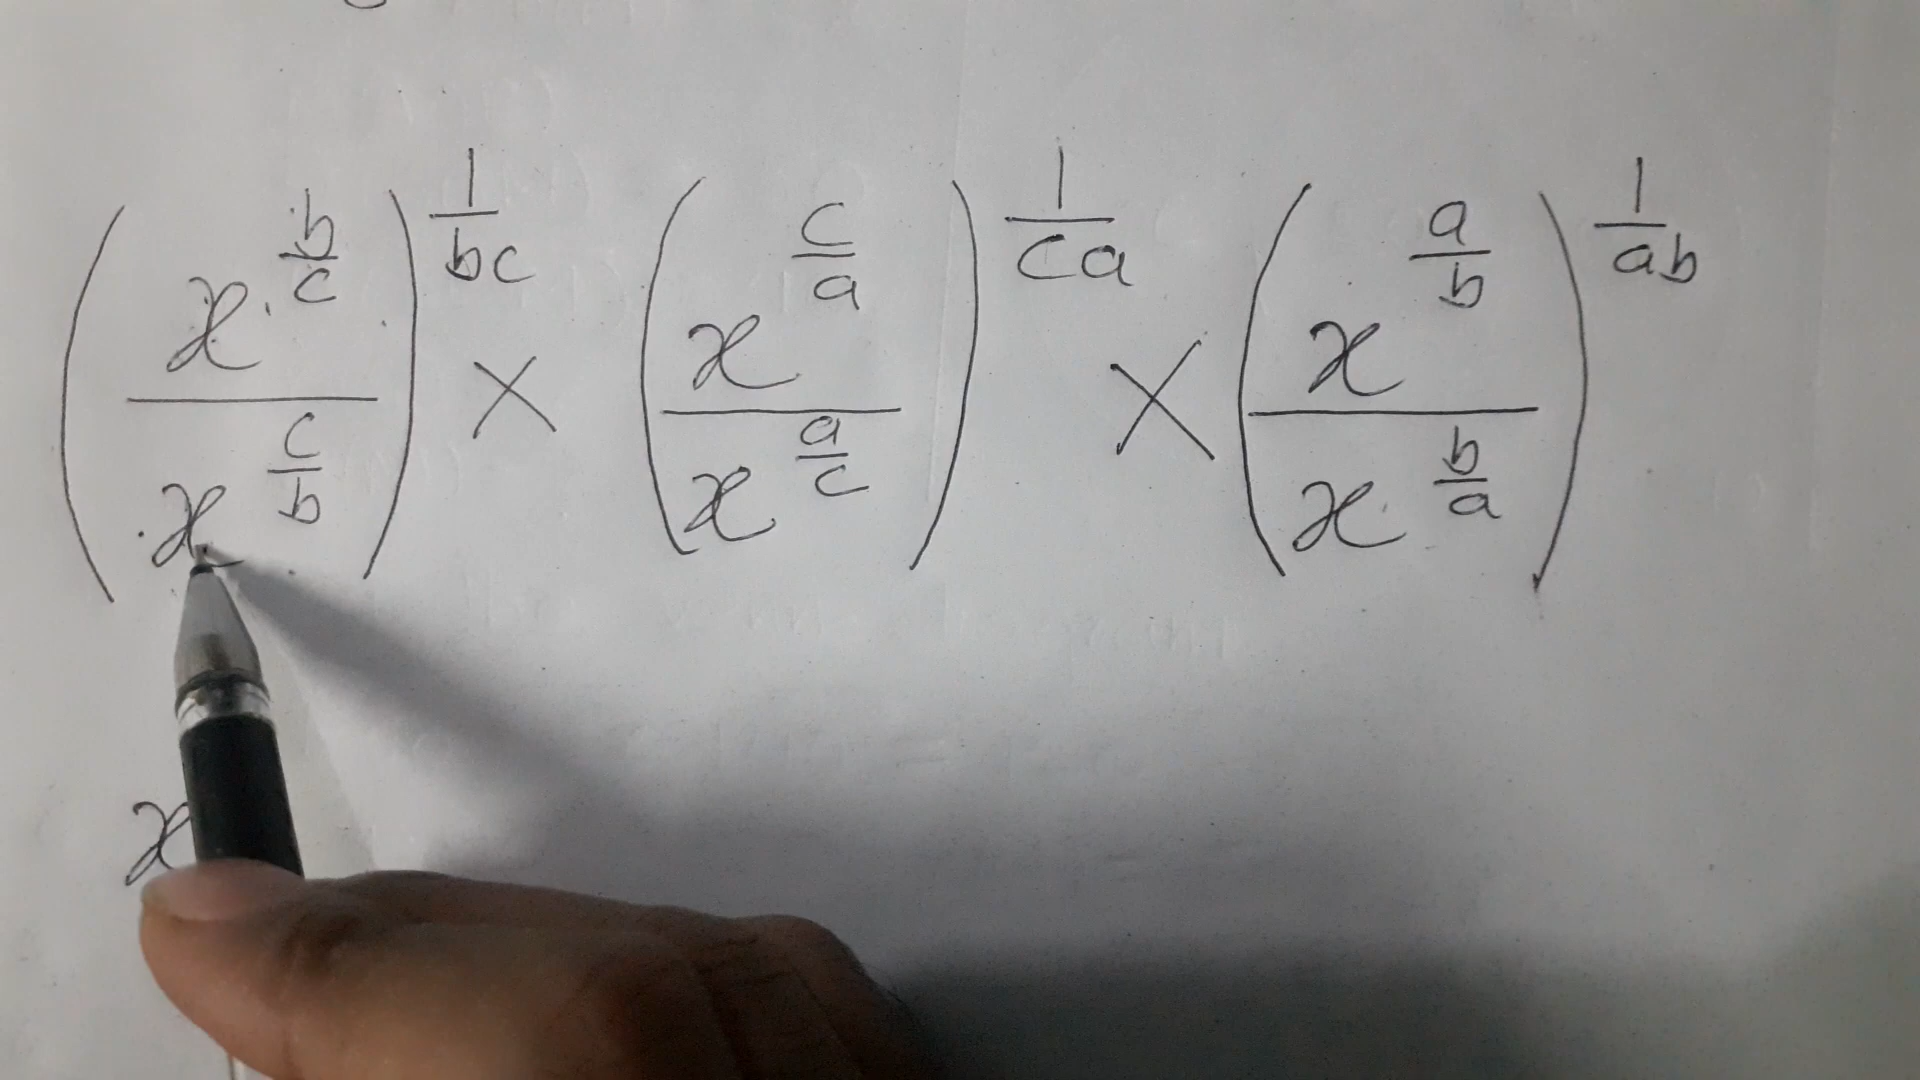 (x^(b/c) / x^(c/b))^(1/bc) × (x^(c/a) / x^(a/c))^(1/ca) × (x^(a/b) / x^(b/a))^(1/ab)
x